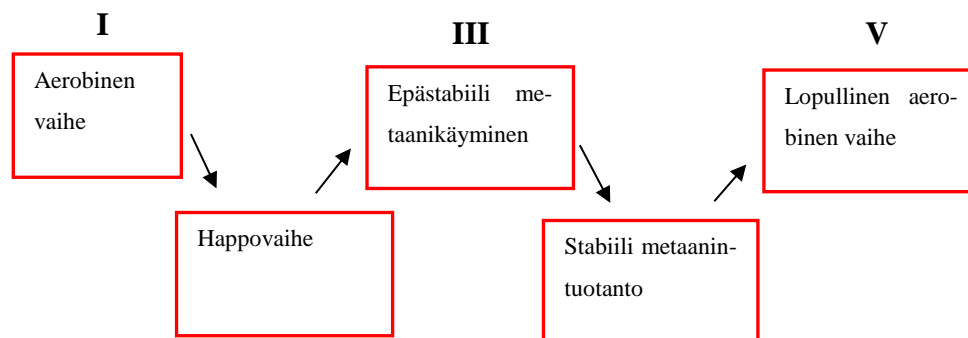 I
III
V
Aerobinen
vaihe
Epästabiili me-
taanikäyminen
Lopullinen aero-
binen vaihe
Happovaihe
Stabiili metaanin-
tuotanto